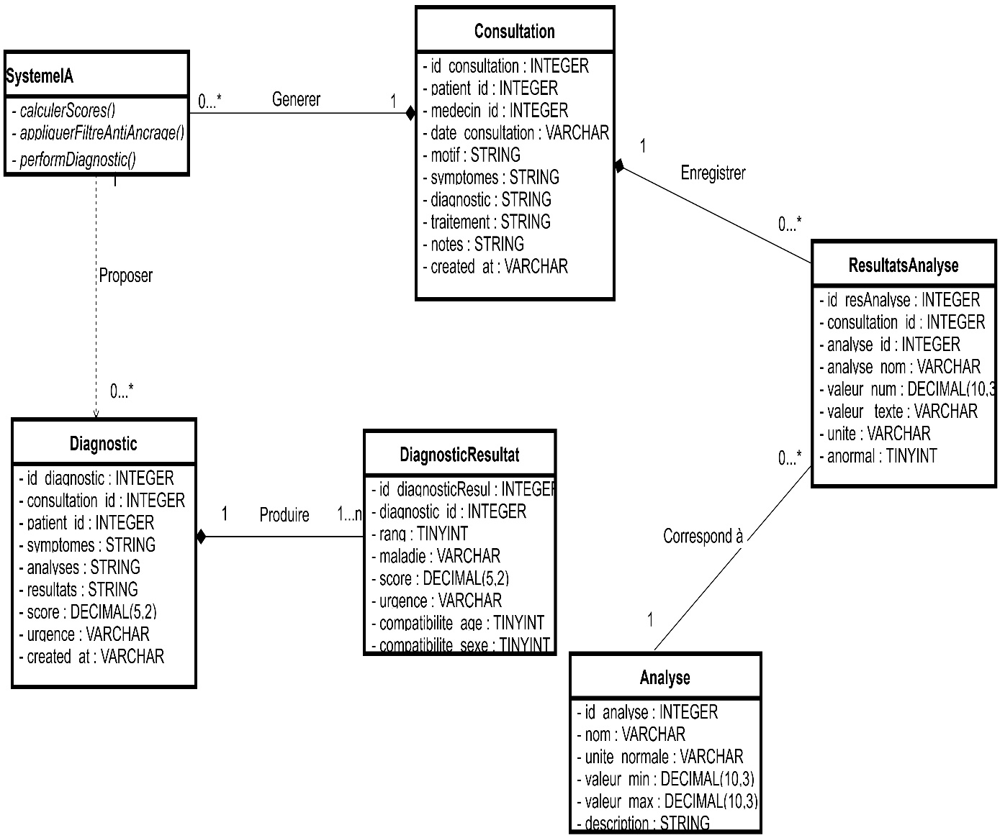 Consultation
- id_consultation : INTEGER
- patient_id : INTEGER
- medecin_id : INTEGER
- date_consultation : VARCHAR
- motif : STRING
- symptomes : STRING
- diagnostic : STRING
- traitement : STRING
- notes : STRING
- created_at : VARCHAR
SystemeIA
- calculerScores()
- appliquerFiltreAntiAncrage()
- performDiagnostic()
0...*
Génerer
1
1
Enregistrer
0...*
1
Proposer
0...*
ResultatsAnalyse
- id_resAnalyse : INTEGER
- consultation_id : INTEGER
- analyse_id : INTEGER
- analyse_nom : VARCHAR
- valeur_num : DECIMAL(10,3
- valeur_ texte : VARCHAR
- unite : VARCHAR
- anormal : TINYINT
Diagnostic
- id_diagnostic : INTEGER
- consultation_id : INTEGER
- patient_id : INTEGER
- symptomes : STRING
- analyses : STRING
- resultats : STRING
- score : DECIMAL(5,2)
- urgence : VARCHAR
- created_at : VARCHAR
1
Produire
1...n
DiagnosticResultat
- id_diagnosticResul : INTEGER
- diagnostic_id : INTEGER
- rang : TINYINT
- maladie : VARCHAR
- score : DECIMAL(5,2)
- urgence : VARCHAR
- compatibilite_age : TINYINT
- compatibilite_sexe : TINYINT
0...*
Correspond à
1
Analyse
- id_analyse : INTEGER
- nom : VARCHAR
- unite_normale : VARCHAR
- valeur_min : DECIMAL(10,3)
- valeur_max : DECIMAL(10,3)
- description : STRING